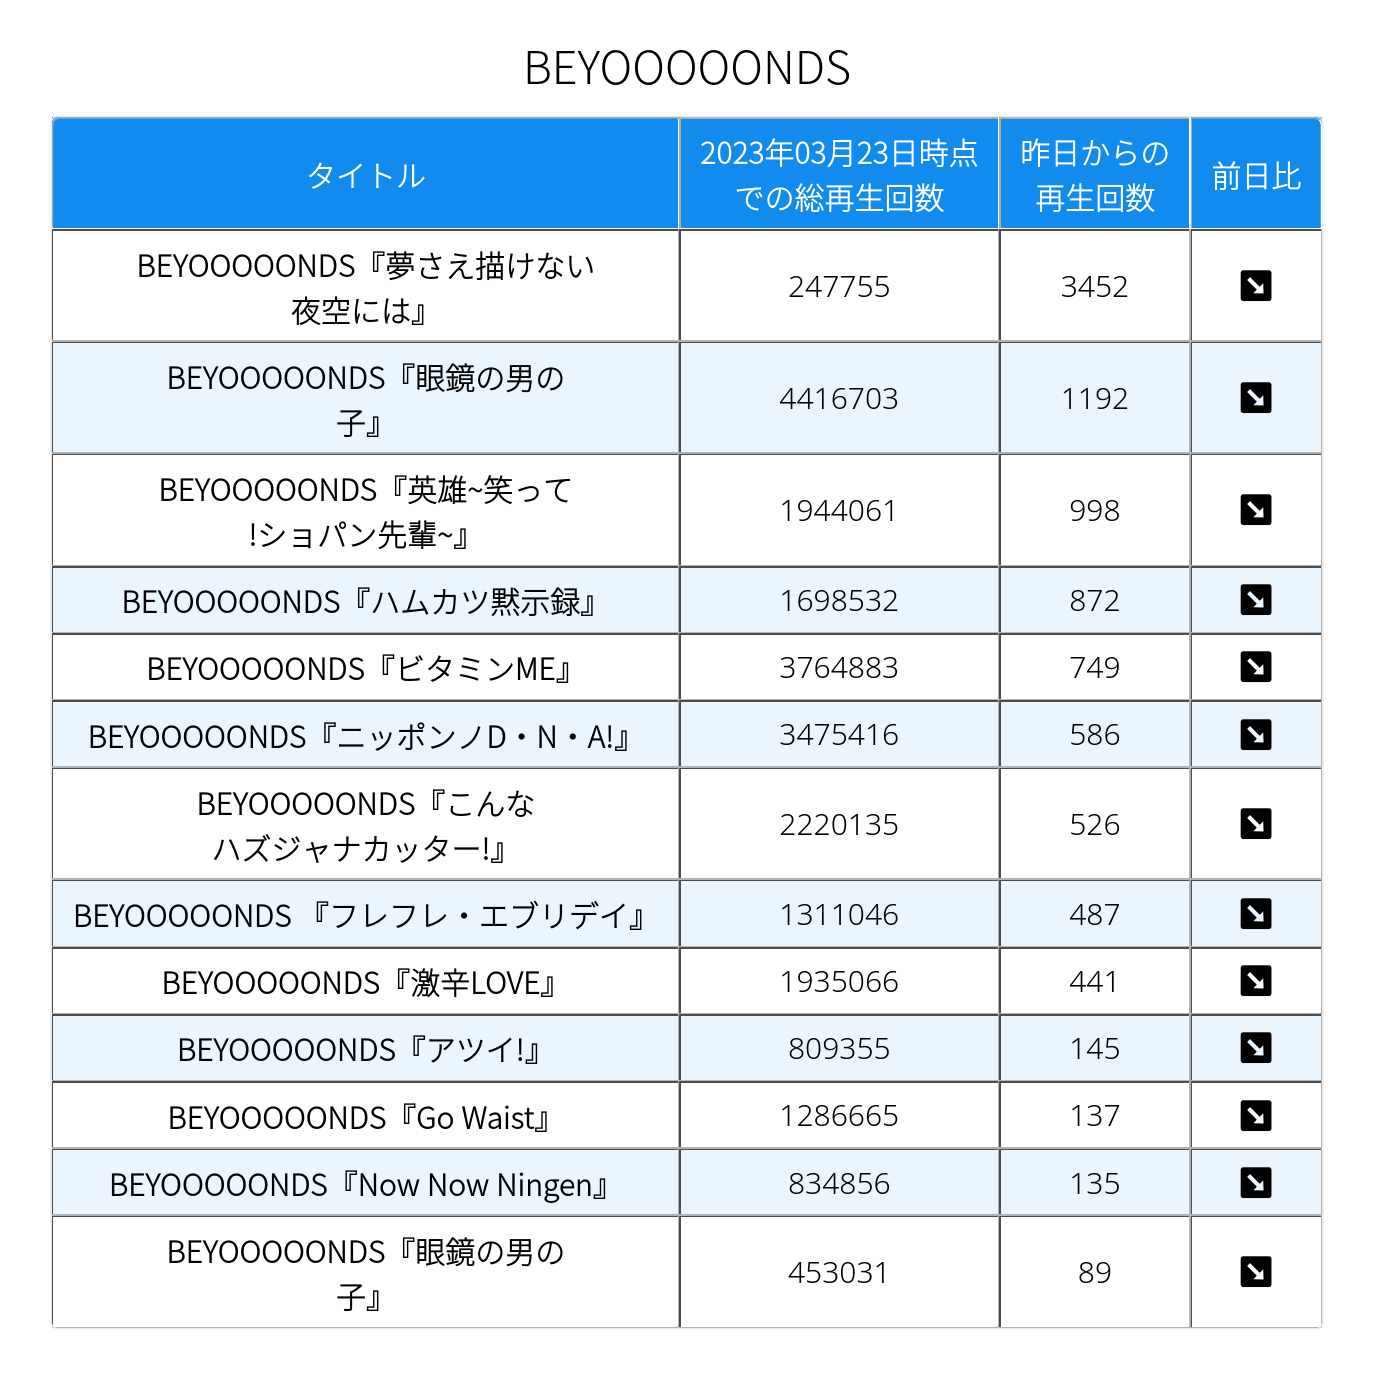 BEYOOOOONDS
タイトル
2023年03月23日時点
での総再生回数
昨日からの
再生回数
前日比
BEYOOOOONDS『夢さえ描けない
夜空には』
247755
3452
BEYOOOOONDS『眼鏡の男の
子』
4416703
1192
BEYOOOOONDS『英雄~笑って
!ショパン先輩~』
1944061
998
BEYOOOOONDS『ハムカツ黙示録』
1698532
872
BEYOOOOONDS『ビタミンME』
3764883
749
BEYOOOOONDS『ニッポンノD・N・A!』
3475416
586
BEYOOOOONDS『こんな
ハズジャナカッター!』
2220135
526
BEYOOOOONDS 『フレフレ・エブリデイ』
1311046
487
BEYOOOOONDS『激辛LOVE』
1935066
441
BEYOOOOONDS『アツイ!』
809355
145
BEYOOOOONDS『Go Waist』
1286665
137
BEYOOOOONDS『Now Now Ningen』
834856
135
BEYOOOOONDS『眼鏡の男の
子』
453031
89